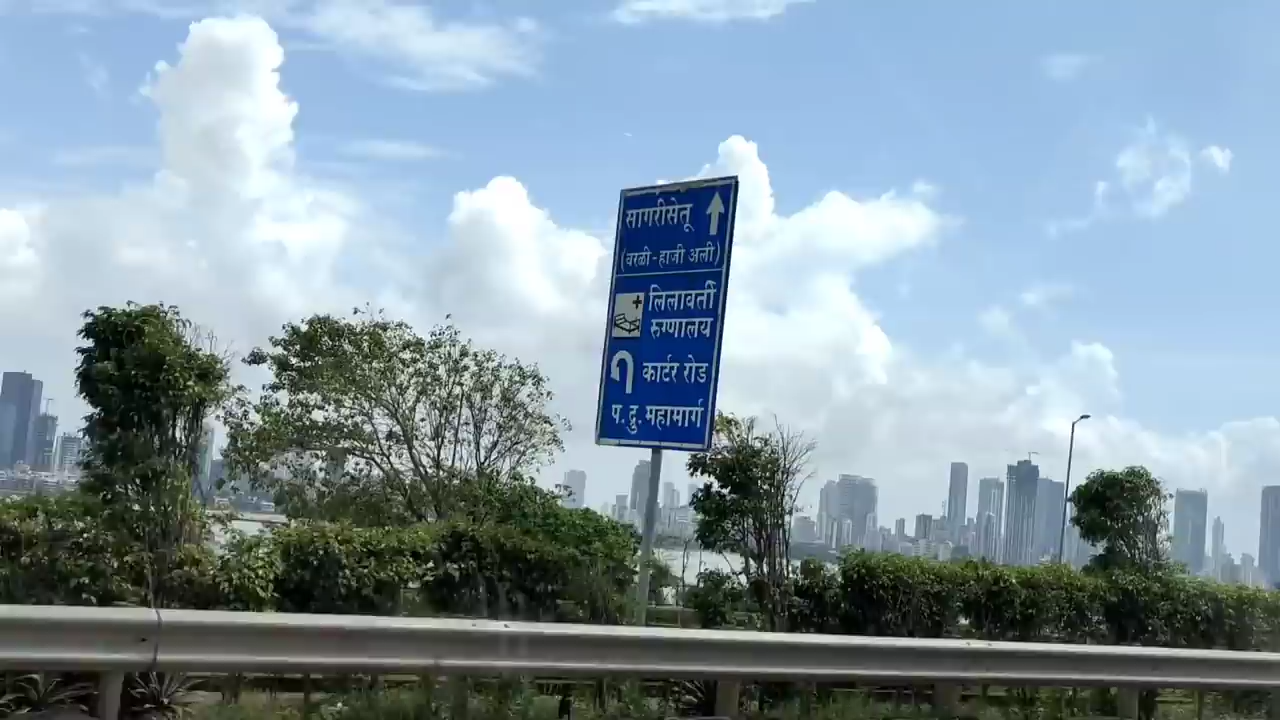 सागरीसेतू
(वरळी-हाजी अली)
लिलावती
रुग्णालय
कार्टर रोड
प.द्रु.महामार्ग